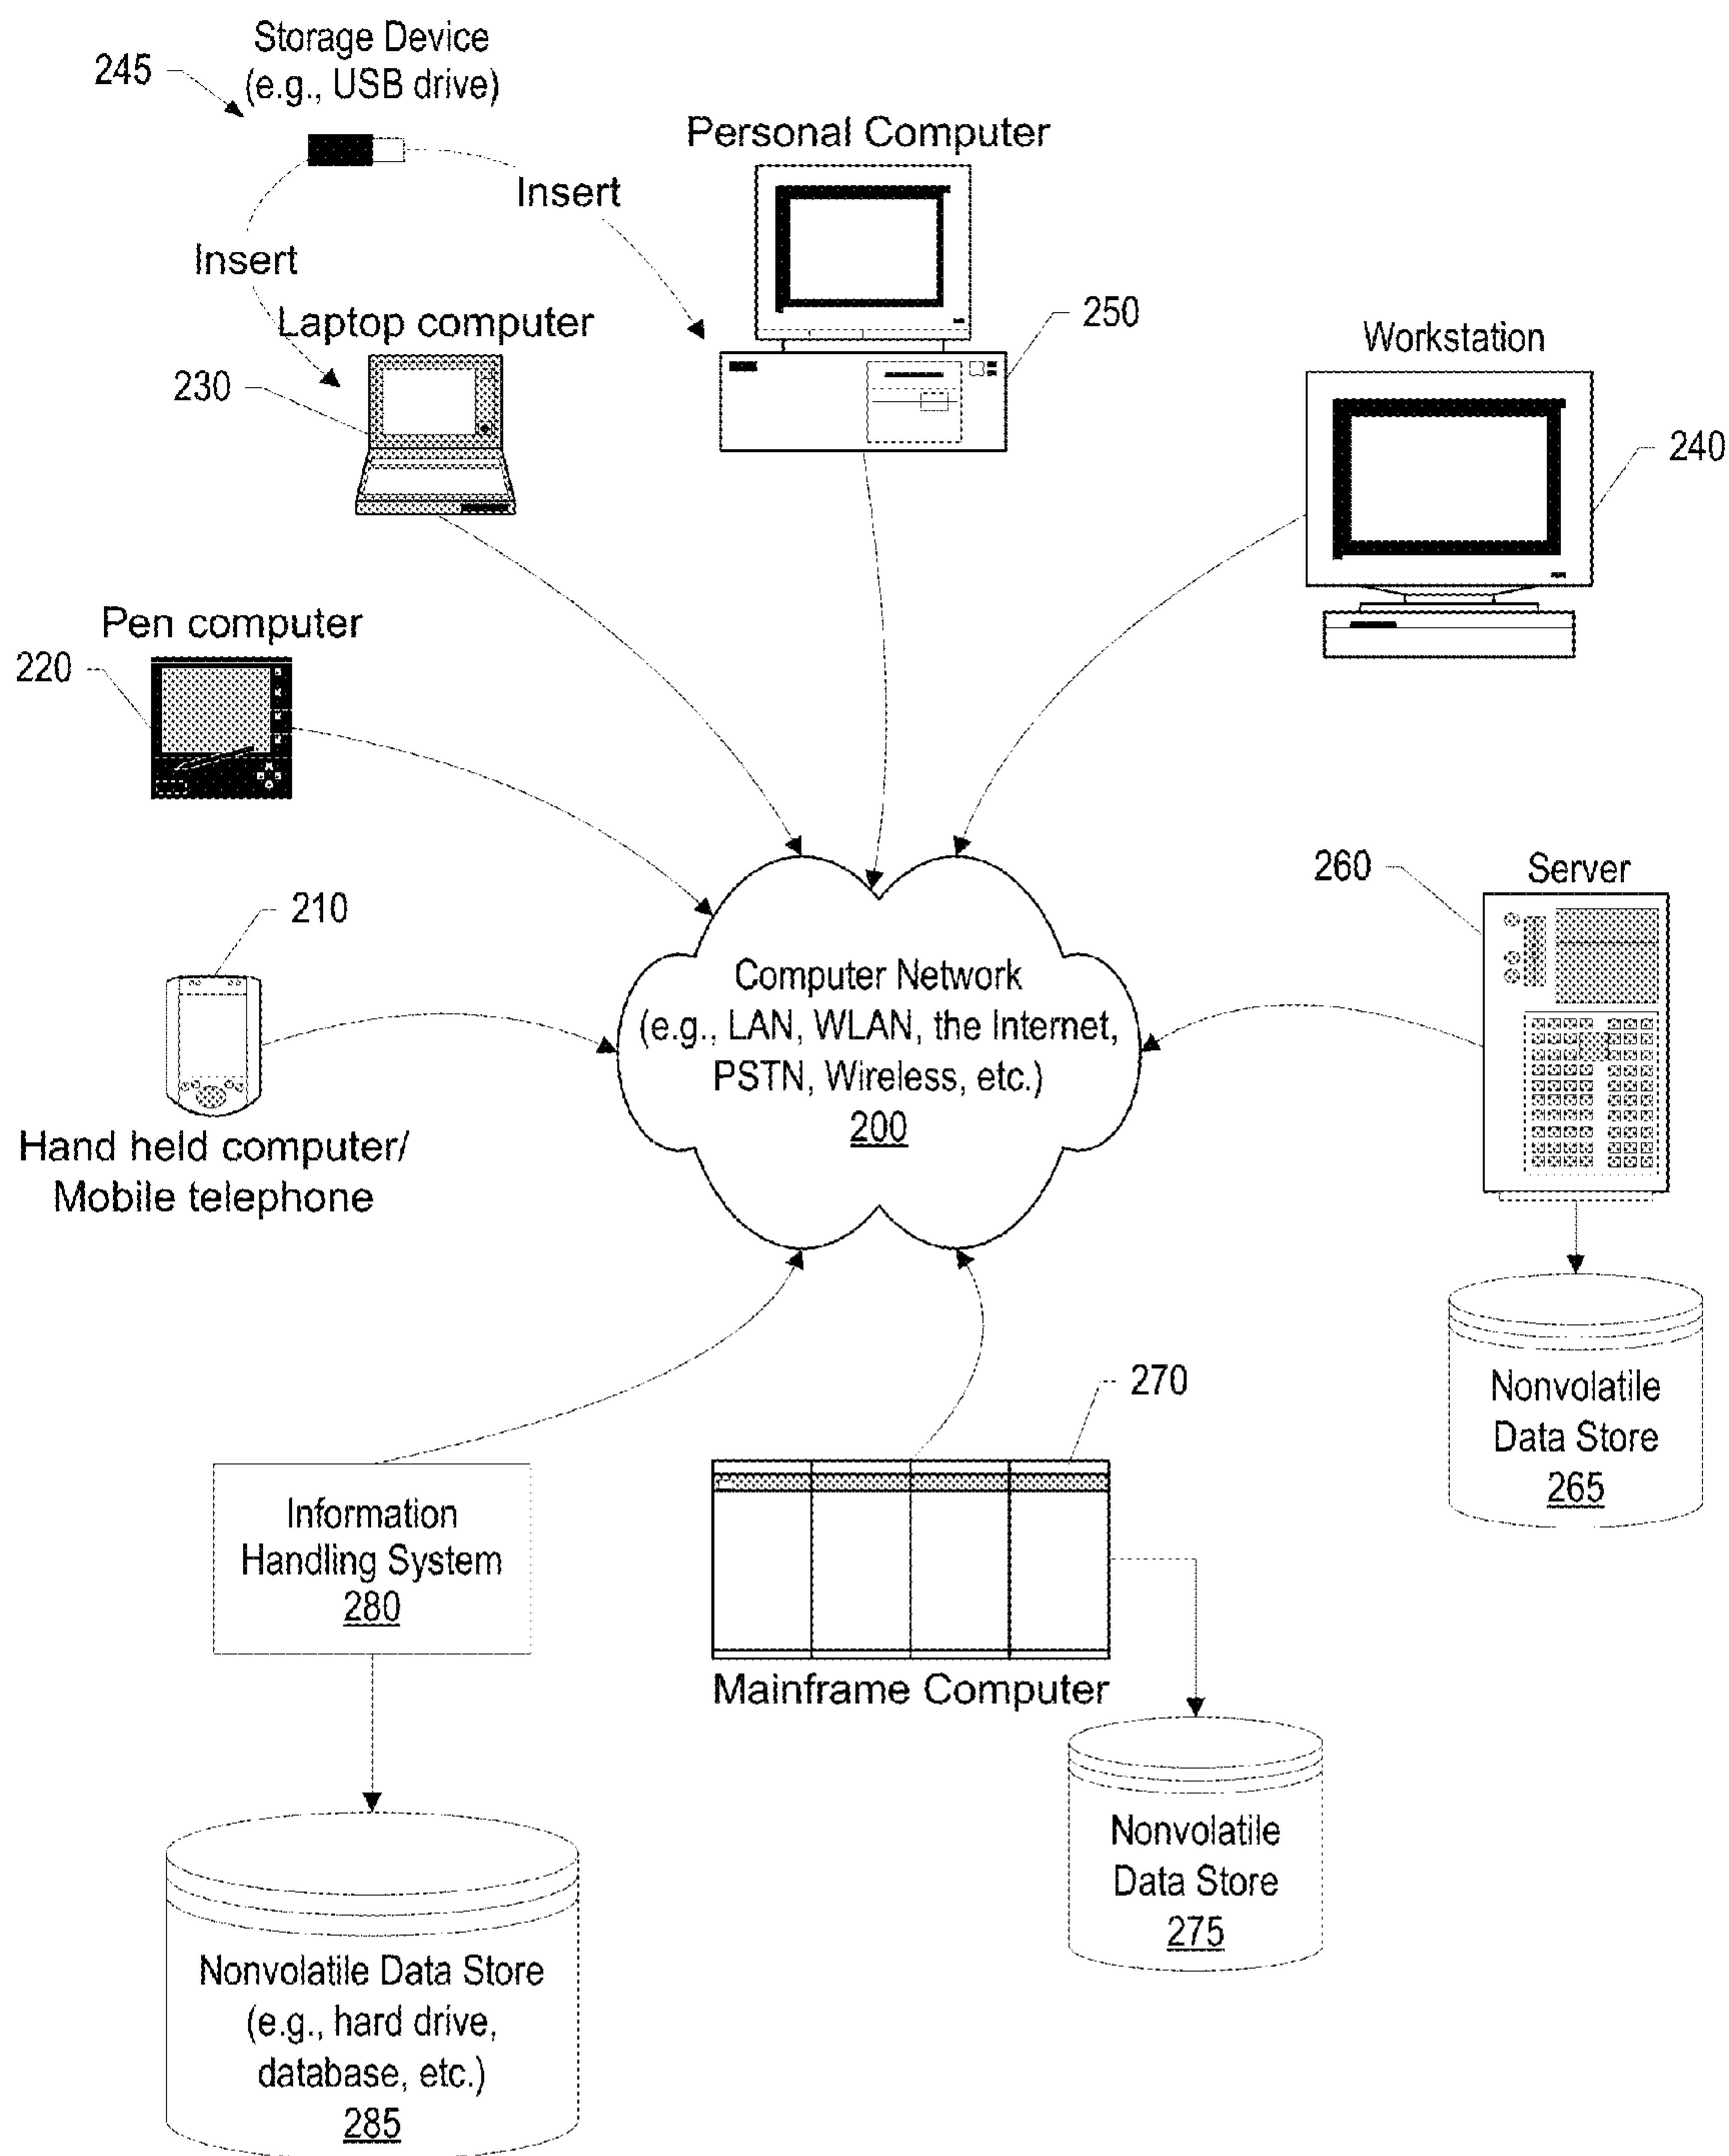 Storage Device
(e.g., USB drive)
245
Personal Computer
Insert
Insert
Laptop computer
230
250
Workstation
240
Pen computer
220
260
Server
210
Computer Network
(e.g., LAN, WLAN, the Internet,
PSTN, Wireless, etc.)
200
Hand held computer/
Mobile telephone
270
Nonvolatile
Data Store
265
Information
Handling System
280
Mainframe Computer
Nonvolatile
Data Store
275
Nonvolatile Data Store
(e.g., hard drive,
database, etc.)
285